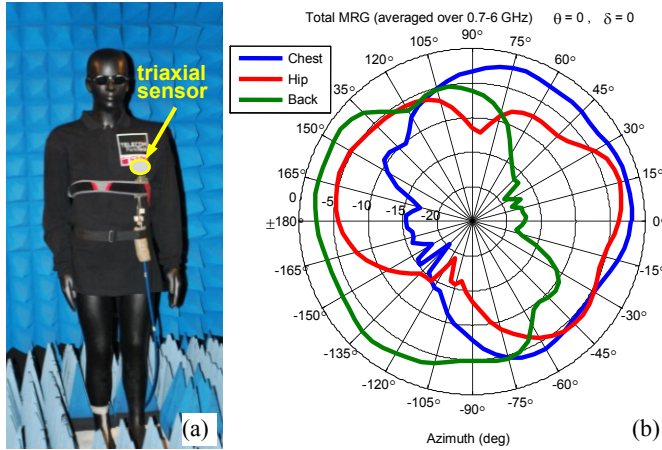 triaxial
sensor
TELECOM
(a)
Total MRG (averaged over 0.7-6 GHz) θ = 0 , δ = 0
Chest
Hip
Back
90°
75°
60°
45°
30°
15°
0°
-15°
-30°
-45°
-60°
-75°
-90°
-105°
-120°
-135°
-150°
-165°
±180°
165°
150°
35°
120°
105°
0
-5
-10
-15
-20
Azimuth (deg)
(b)